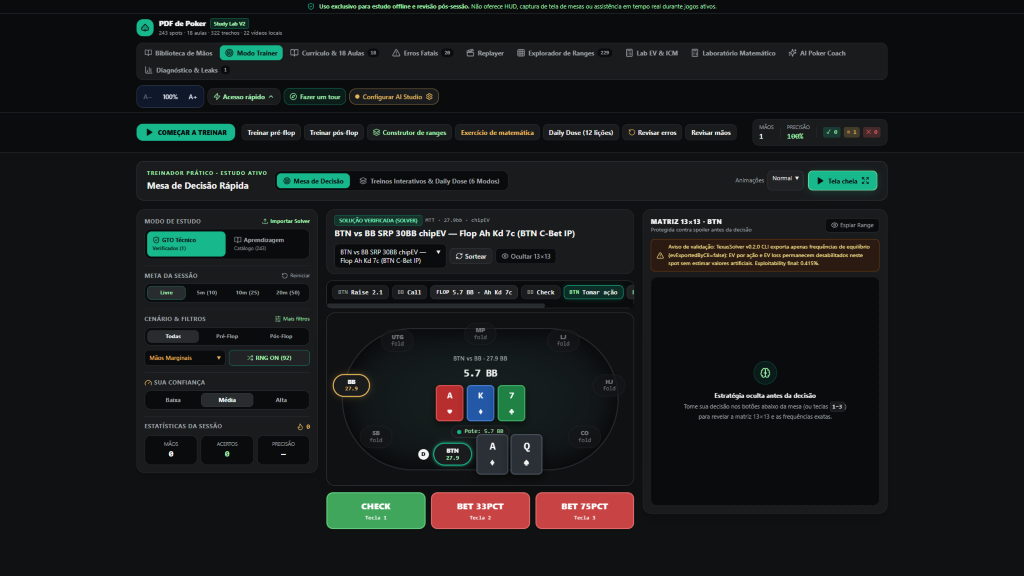 Uso exclusivo para estudo offline e revisão pós-sessão. Não oferece HUD, captura de tela de mesas ou assistência em tempo real durante jogos ativos.
PDF de Poker Study Lab V2
243 spots · 18 aulas · 522 trechos · 22 vídeos locais
Biblioteca de Mãos Modo Trainer Currículo & 18 Aulas 18 Erros Fatais 20 Replayer Explorador de Ranges 229 Lab EV & ICM Laboratório Matemático AI Poker Coach
Diagnóstico & Leaks 1
A- 100% A+ Acesso rápido Fazer um tour Configurar AI Studio
COMEÇAR A TREINAR Treinar pré-flop Treinar pós-flop Construtor de ranges Exercício de matemática Daily Dose (12 lições) Revisar erros Revisar mãos
MÃOS 1 PRECISÃO 100% ✓ 0 1 × 0
TREINADOR PRÁTICO · ESTUDO ATIVO
Mesa de Decisão Rápida
Mesa de Decisão Treinos Interativos & Daily Dose (6 Modos)
Animações Normal Tela cheia
MODO DE ESTUDO Importar Solver
GTO Técnico
Verificados (1)
Aprendizagem
Catálogo (243)
META DA SESSÃO Reiniciar
Livre 5m (10) 10m (25) 20m (50)
CENÁRIO & FILTROS Mais filtros
Todas Pré-Flop Pós-Flop
Mãos Marginais RNG ON (92)
SUA CONFIANÇA
Baixa Média Alta
ESTATÍSTICAS DA SESSÃO 0
MÃOS ACERTOS PRECISÃO
0 0 —
SOLUÇÃO VERIFICADA (SOLVER) MTT · 27.9bb · chipEV
BTN vs BB SRP 30BB chipEV — Flop Ah Kd 7c (BTN C-Bet IP)
BTN vs BB SRP 30BB chipEV —
Flop Ah Kd 7c (BTN C-Bet IP)
Sortear Ocultar 13×13
BTN Raise 2.1 BB Call FLOP 5.7 BB · Ah Kd 7c BB Check BTN Tomar ação
MP
fold
UTG
fold
LJ
fold
BTN vs BB · 27.9 BB
5.7 BB
BB
27.9
HJ
fold
A ♥ K ♦ 7 ♣
Pote: 5.7 BB
SB
fold
CO
fold
D
BTN
27.9
A ♦ Q ♠
CHECK
Tecla 1
BET 33PCT
Tecla 2
BET 75PCT
Tecla 3
MATRIZ 13×13 · BTN
Protegida contra spoiler antes da decisão
Espiar Range
Aviso de validação: TexasSolver v0.2.0 CLI exporta apenas frequências de equilíbrio
(evExportedByCli=false); EV por ação e EV loss permanecem desabilitados neste
spot sem estimar valores artificiais. Exploitability final: 0.415%.
Estratégia oculta antes da decisão
Tome sua decisão nos botões abaixo da mesa (ou teclas 1–3)
para revelar a matriz 13×13 e as frequências exatas.